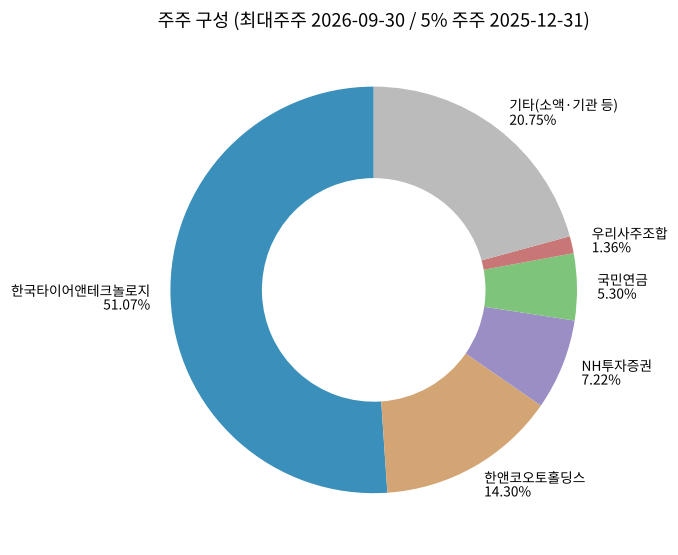 주주 구성 (최대주주 2026-09-30 / 5% 주주 2025-12-31)
기타(소액·기관 등)
20.75%
우리사주조합
1.36%
국민연금
5.30%
한국타이어앤테크놀로지
51.07%
NH투자증권
7.22%
한앤코오토홀딩스
14.30%